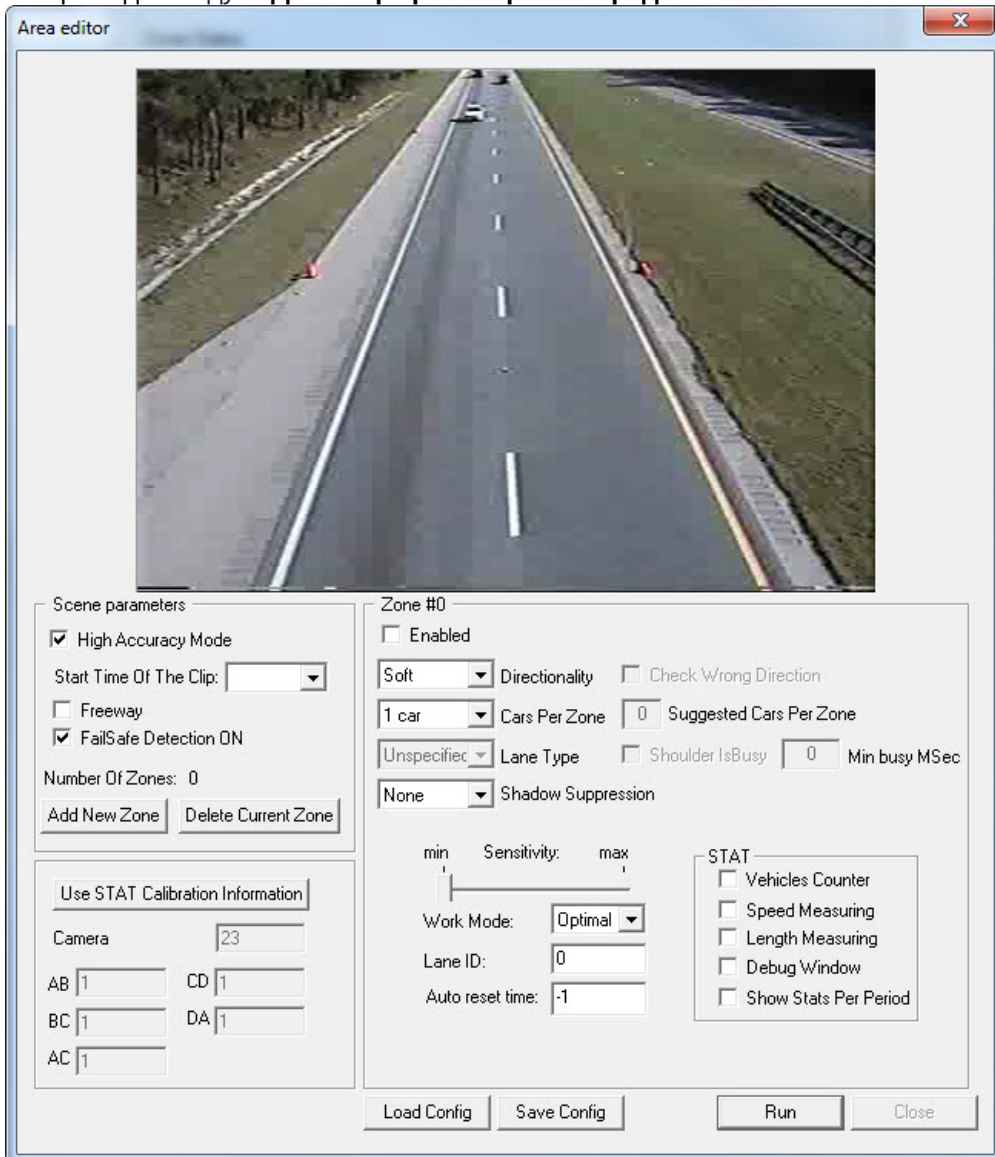 Area editor
Scene parameters
High Accuracy Mode
Start Time Of The Clip:
Freeway
FailSafe Detection ON
Number Of Zones: 0
Add New Zone Delete Current Zone
Use STAT Calibration Information
Camera 23
AB 1 CD 1
BC 1 DA 1
AC 1
Zone #0
Enabled
Soft Directionality Check Wrong Direction
1 car Cars Per Zone 0 Suggested Cars Per Zone
Lane Type Shoulder IsBusy 0 Min busy MSec
None Shadow Suppression
min Sensitivity: max
Work Mode: Optimal
Lane ID: 0
Auto reset time: -1
STAT
Vehicles Counter
Speed Measuring
Length Measuring
Debug Window
Show Stats Per Period
Load Config Save Config Run Close